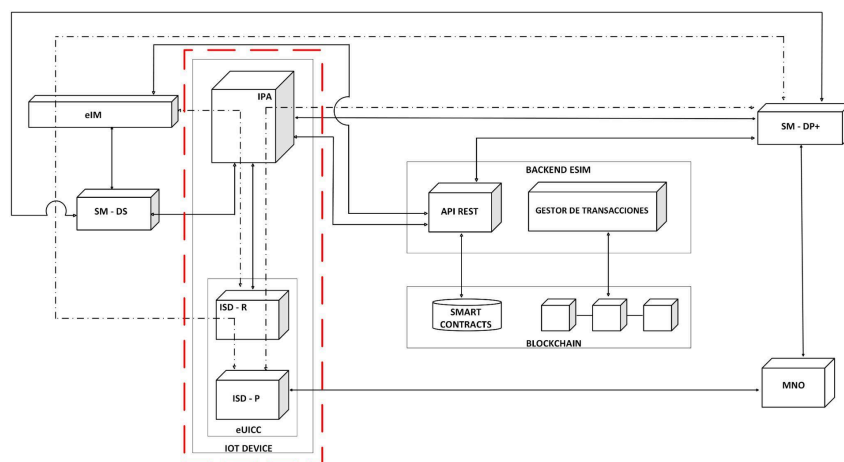 IPA
eIM
SM - DP+
BACKEND ESIM
SM - DS
API REST
GESTOR DE TRANSACCIONES
ISD - R
SMART
CONTRACTS
BLOCKCHAIN
ISD - P
MNO
eUICC
IOT DEVICE